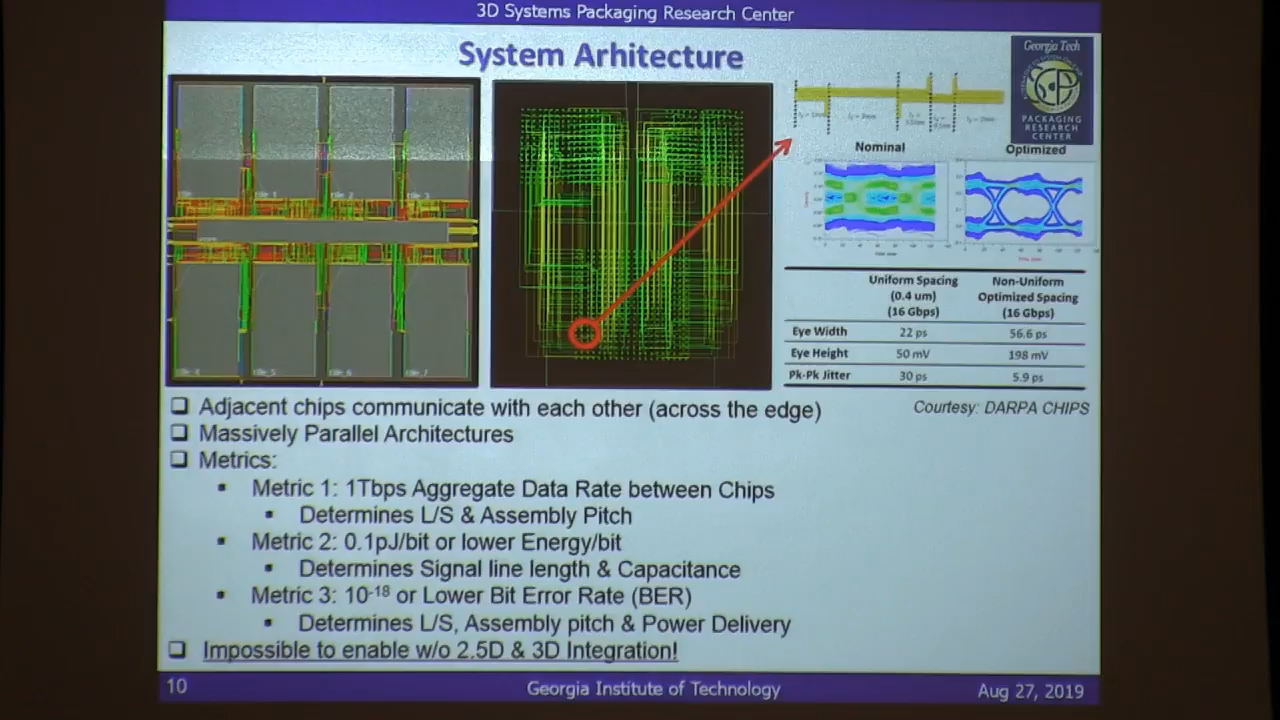 3D Systems Packaging Research Center
System Arhitecture
Georgia Tech
PACKAGING
RESEARCH
CENTER
Nominal
Optimized
Uniform Spacing
(0.4 um)
(16 Gbps)
Non-Uniform
Optimized Spacing
(16 Gbps)
Eye Width 22 ps 56.6 ps
Eye Height 50 mV 198 mV
Pk-Pk Jitter 30 ps 5.9 ps
Courtesy: DARPA CHIPS
Adjacent chips communicate with each other (across the edge)
Massively Parallel Architectures
Metrics:
Metric 1: 1Tbps Aggregate Data Rate between Chips
Determines L/S & Assembly Pitch
Metric 2: 0.1pJ/bit or lower Energy/bit
Determines Signal line length & Capacitance
Metric 3: 10-18 or Lower Bit Error Rate (BER)
Determines L/S, Assembly pitch & Power Delivery
Impossible to enable w/o 2.5D & 3D Integration!
10
Georgia Institute of Technology
Aug 27, 2019